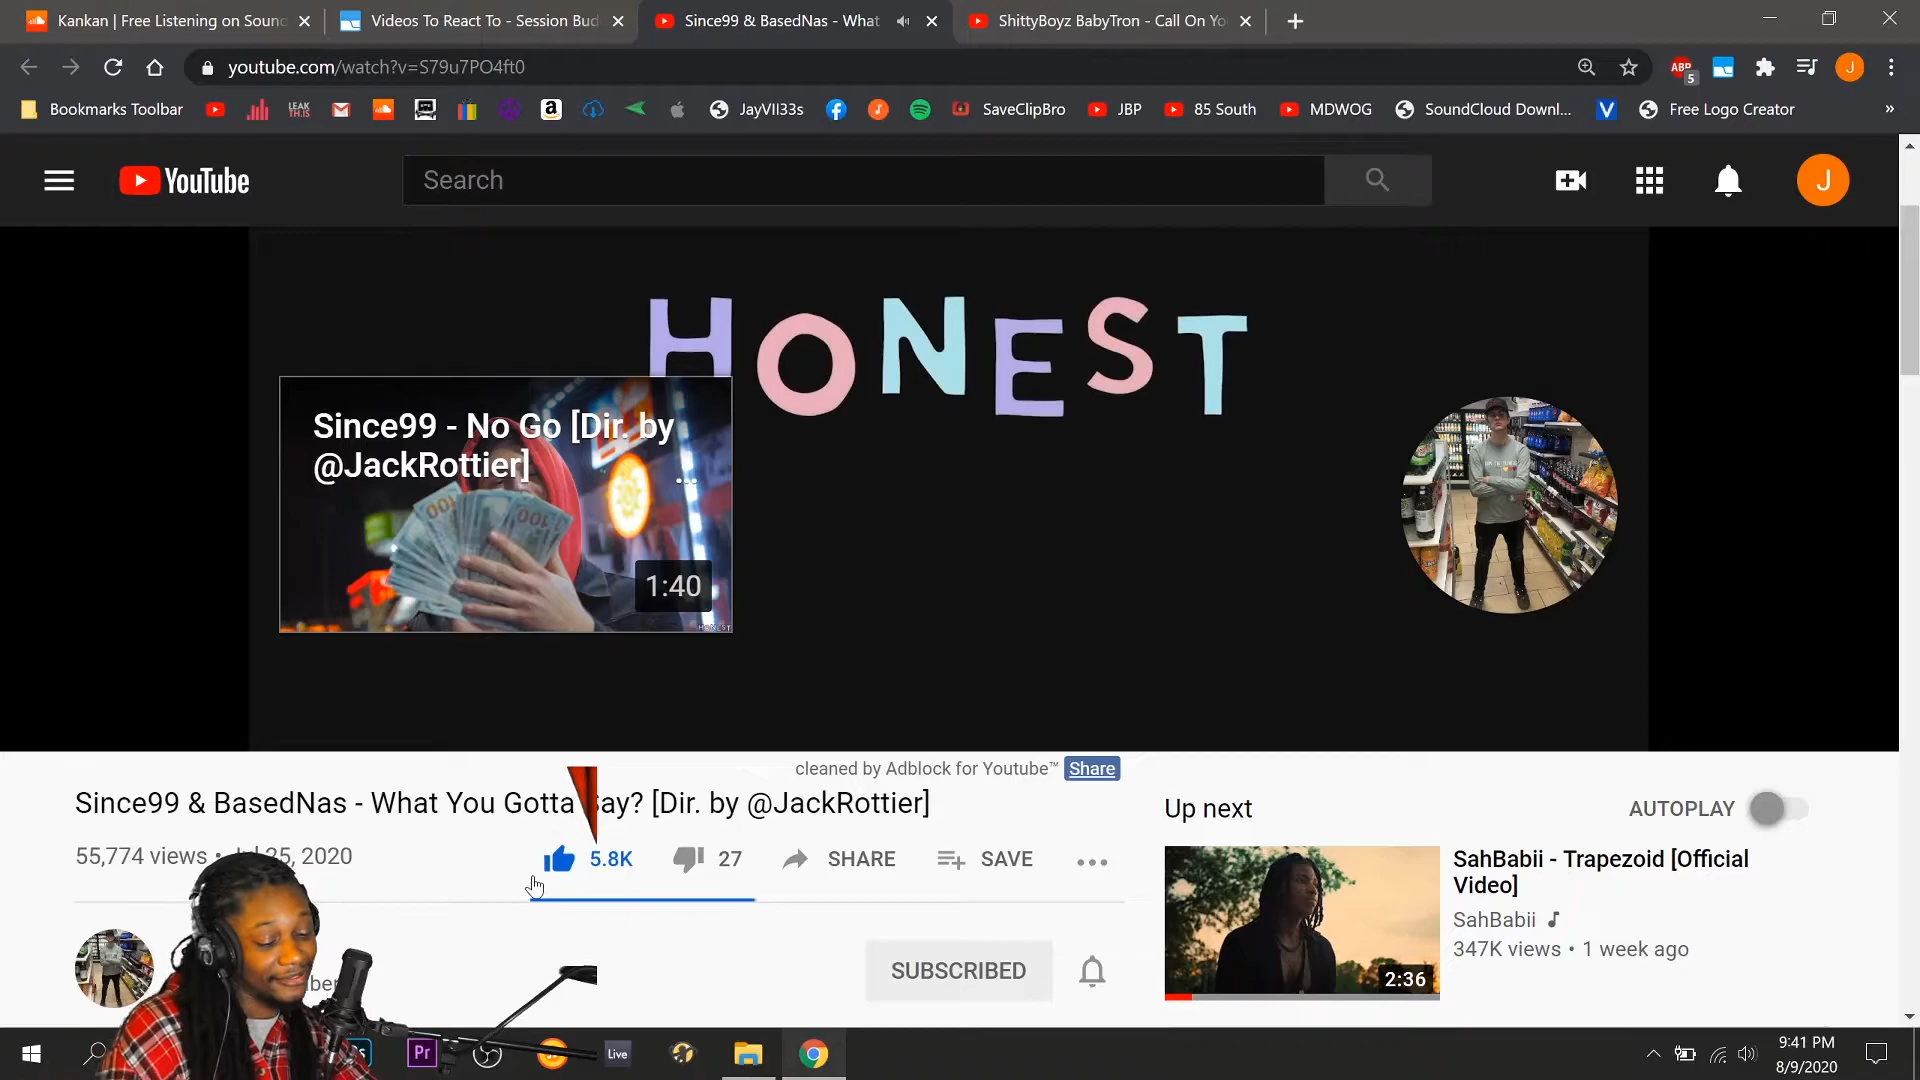 Kankan | Free Listening on Sound
Videos To React To - Session Bud
Since99 & BasedNas - What
ShittyBoyz BabyTron - Call On Yo
youtube.com/watch?v=S79u7PO4ft0
ABP
5
J
Bookmarks Toolbar
LEAK
TH.IS
JayVII33s
SaveClipBro
JBP
85 South
MDWOG
SoundCloud Downl...
Free Logo Creator
YouTube
Search
J
HONEST
Since99 - No Go [Dir. by
@JackRottier]
...
1:40
HONEST
cleaned by Adblock for Youtube™ Share
Since99 & BasedNas - What You Gotta Say? [Dir. by @JackRottier]
55,774 views • Jul 25, 2020
5.8K
27
SHARE
SAVE
SUBSCRIBED
Up next
AUTOPLAY
SahBabii - Trapezoid [Official
Video]
SahBabii
347K views • 1 week ago
2:36
Pr
Live
9:41 PM
8/9/2020